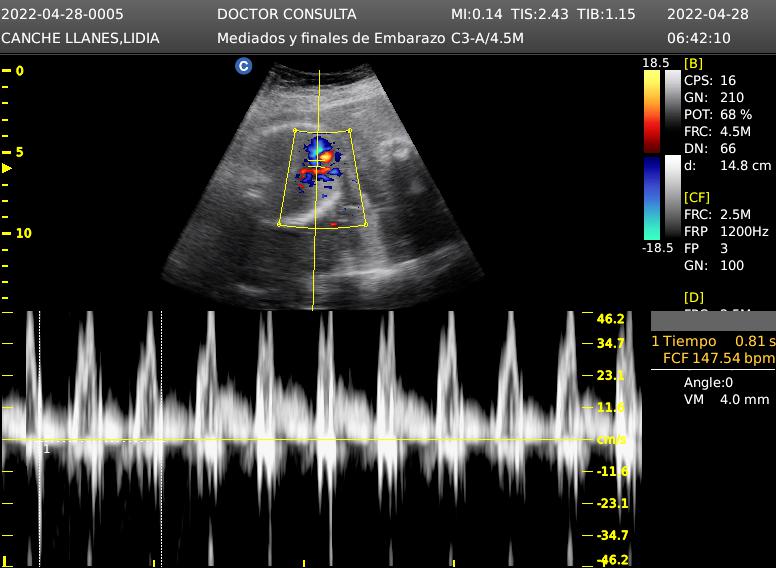 2022-04-28-0005 DOCTOR CONSULTA MI:0.14 TIS:2.43 TIB:1.15 2022-04-28
CANCHE LLANES,LIDIA Mediados y finales de Embarazo C3-A/4.5M 06:42:10
C
0
5
10
18.5
-18.5
[B]
CPS: 16
GN: 210
POT: 68 %
FRC: 4.5M
DN: 66
d: 14.8 cm
[CF]
FRC: 2.5M
FRP 1200Hz
FP 3
GN: 100
[D]
46.2
34.7
23.1
11.6
cm/s
-11.6
-23.1
-34.7
-46.2
1
1 Tiempo 0.81 s
FCF 147.54 bpm
Angle:0
VM 4.0 mm